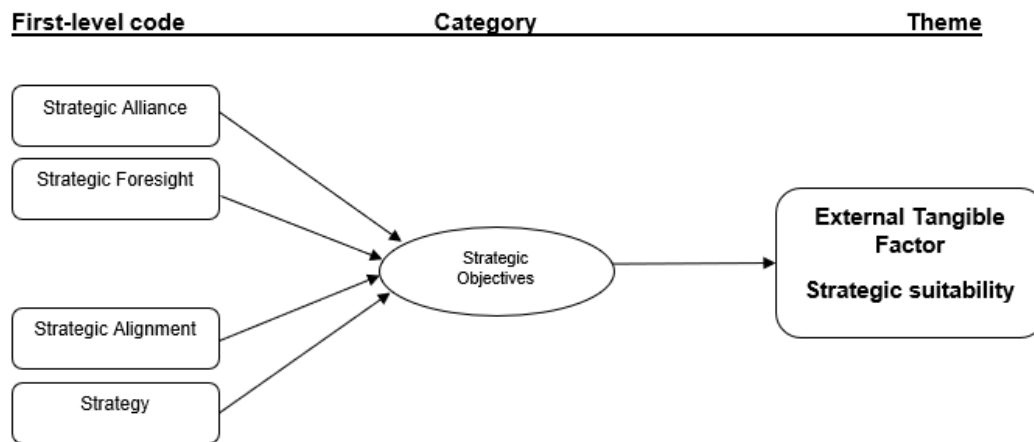 First-level code Category Theme
Strategic Alliance
Strategic Foresight
Strategic Alignment
Strategy
Strategic
Objectives
External Tangible
Factor
Strategic suitability